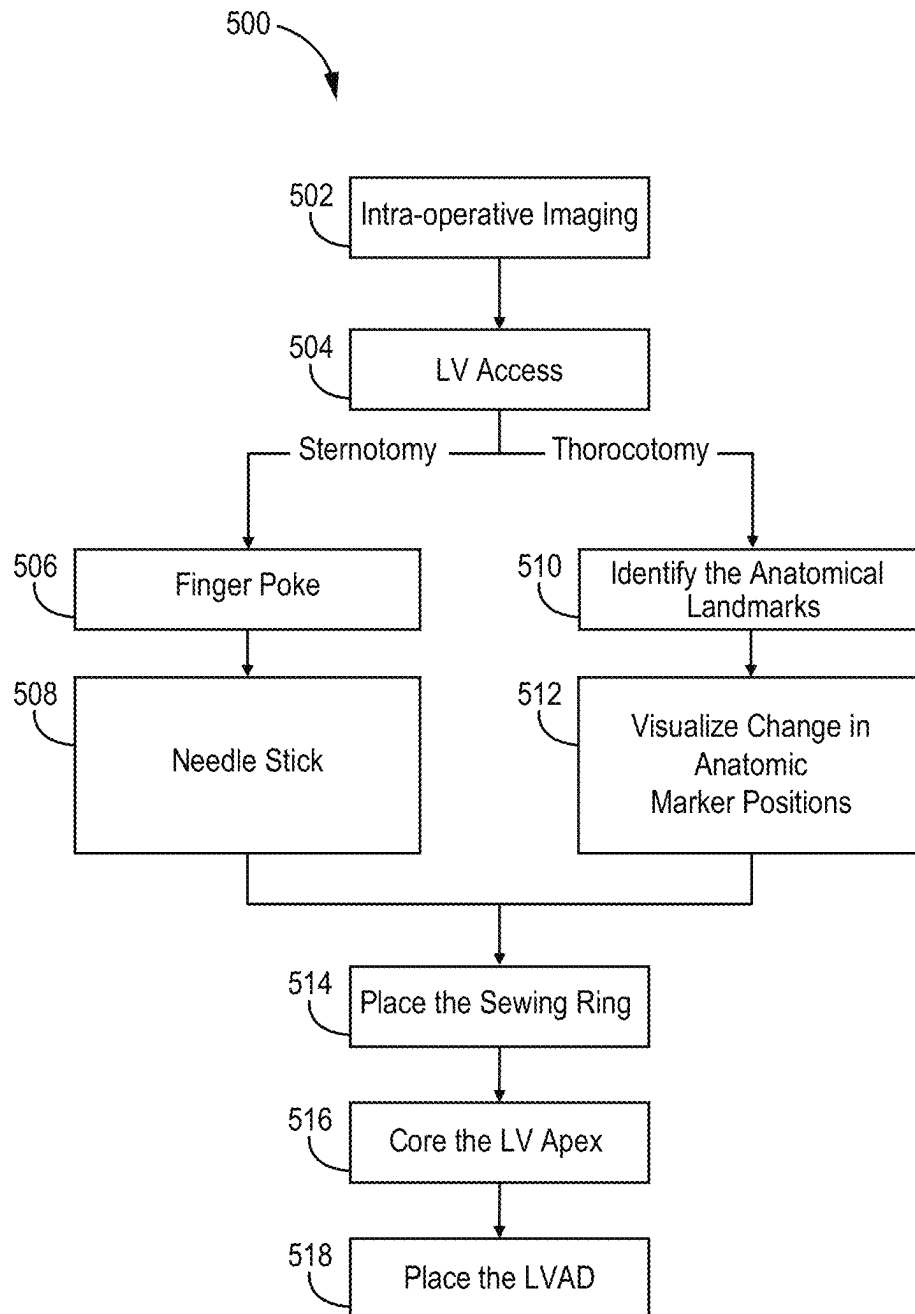 500
502
Intra-operative Imaging
504
LV Access
Sternotomy
Thorocotomy
506
Finger Poke
510
Identify the Anatomical
Landmarks
508
Needle Stick
512
Visualize Change in
Anatomic
Marker Positions
514
Place the Sewing Ring
516
Core the LV Apex
518
Place the LVAD